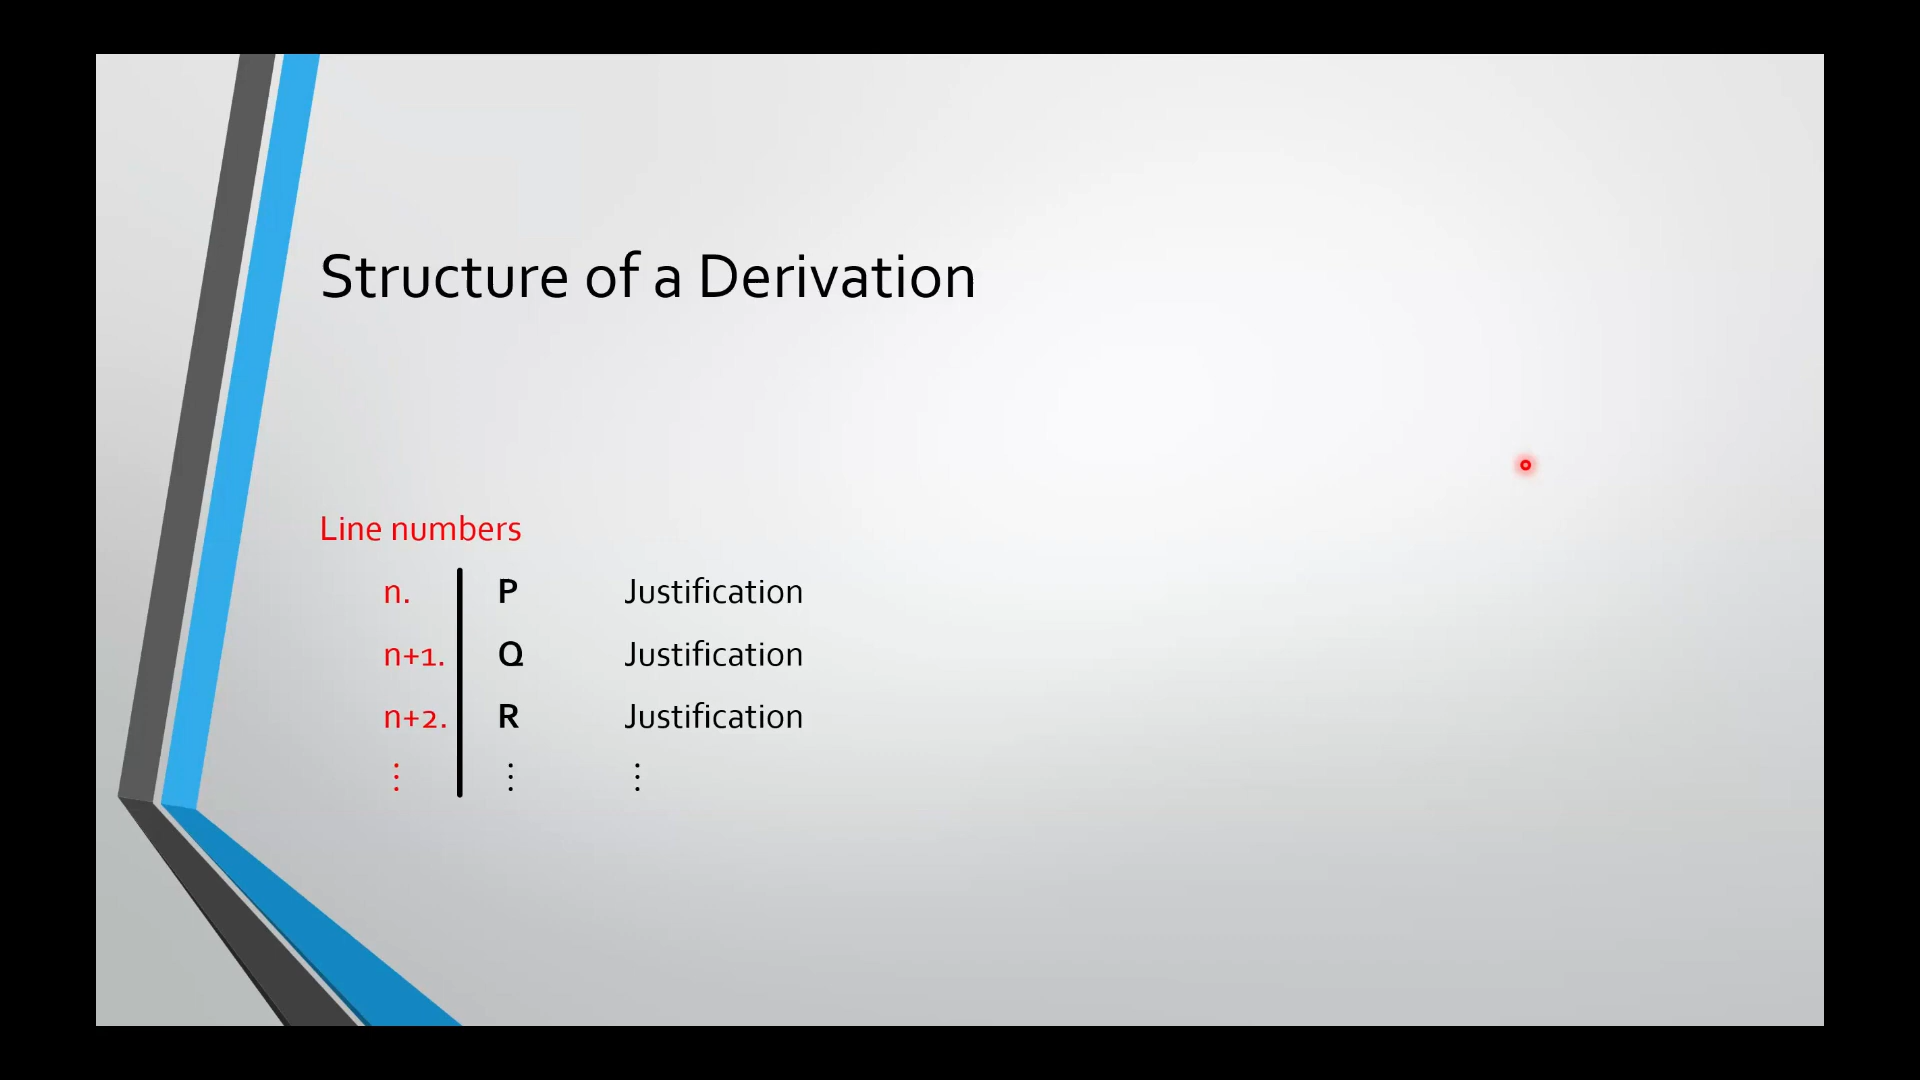 Structure of a Derivation
Line numbers
n. P Justification
n+1. Q Justification
n+2. R Justification
⋮ ⋮ ⋮